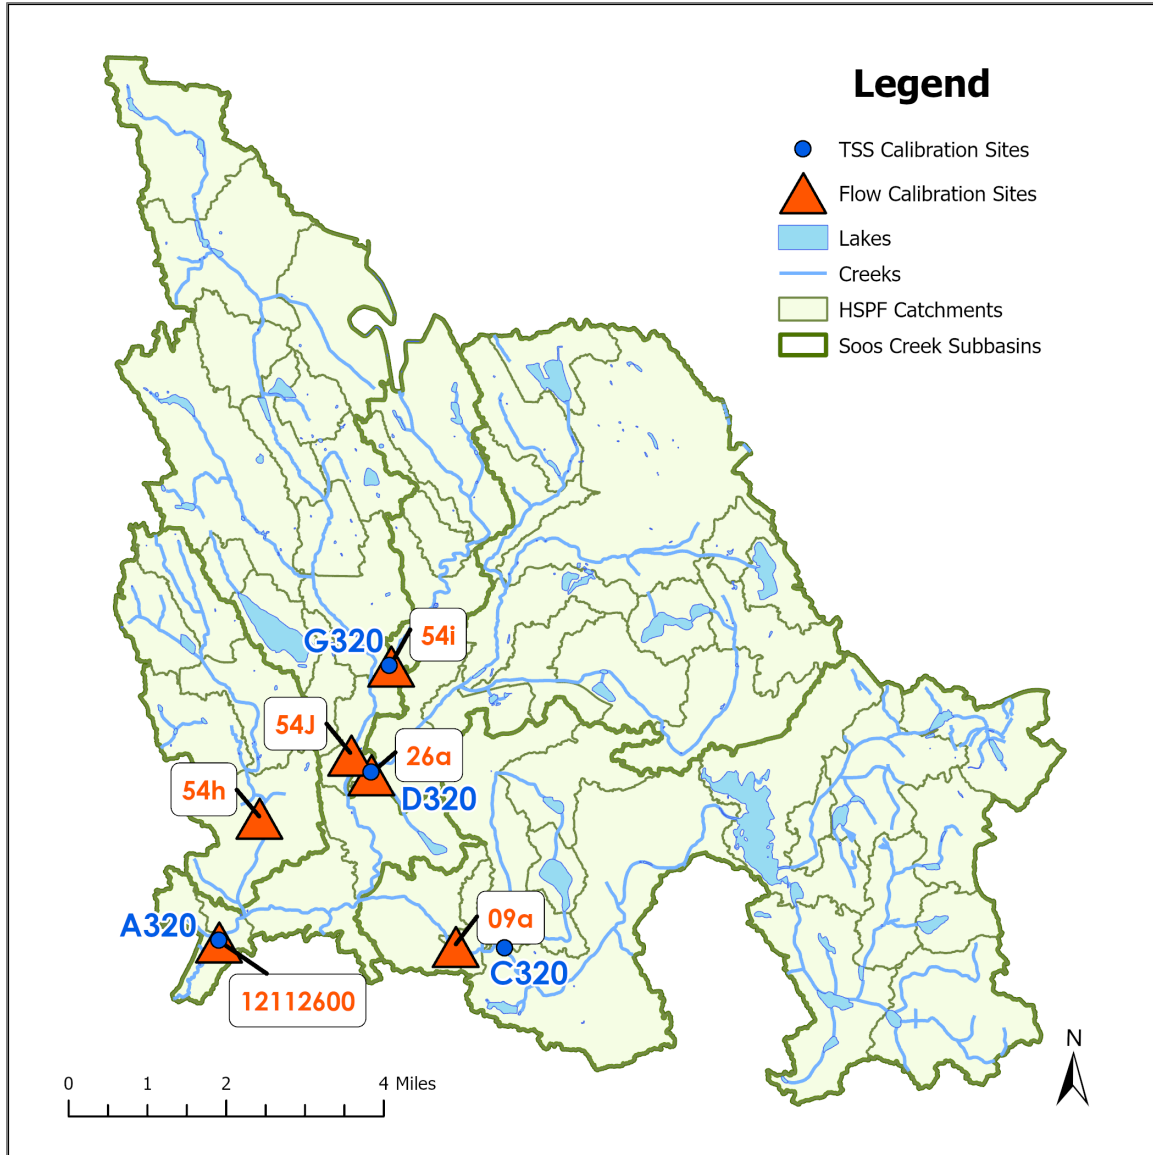 Legend
TSS Calibration Sites
Flow Calibration Sites
Lakes
Creeks
HSPF Catchments
Soos Creek Subbasins
G320
54i
54J
26a
D320
54h
09a
A320
C320
12112600
N
0 1 2 4 Miles